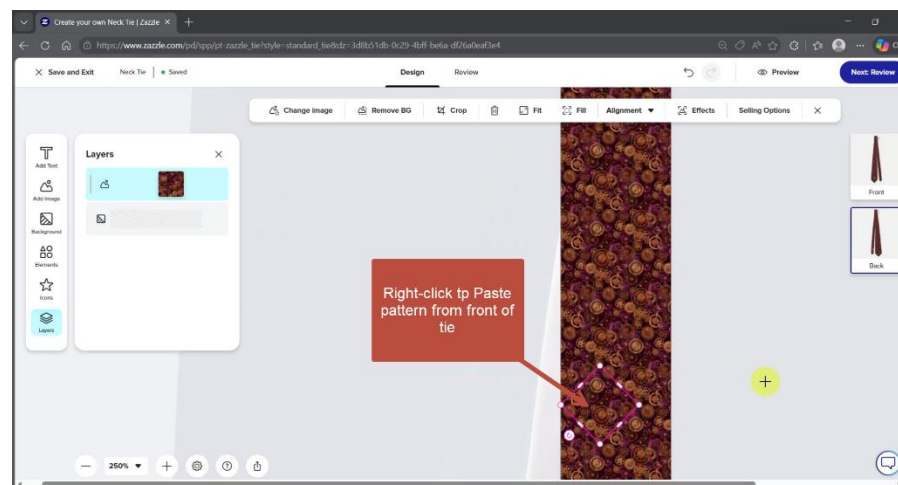 Create your own Neck Tie | Zazzle
https://www.zazzle.com/pd/spp/pt-zazzle_tie?style=standard_tie&dz=3d8b51db-0c29-4bff-be6a-df26a0eaf3e4
Save and Exit
Neck Tie
Saved
Design
Review
Preview
Next: Review
Change image
Remove BG
Crop
Fit
Fill
Alignment
Effects
Selling Options
Add Text
Add Image
Background
Elements
Icons
Layers
Layers
Front
Back
Right-click tp Paste
pattern from front of
tie
250%